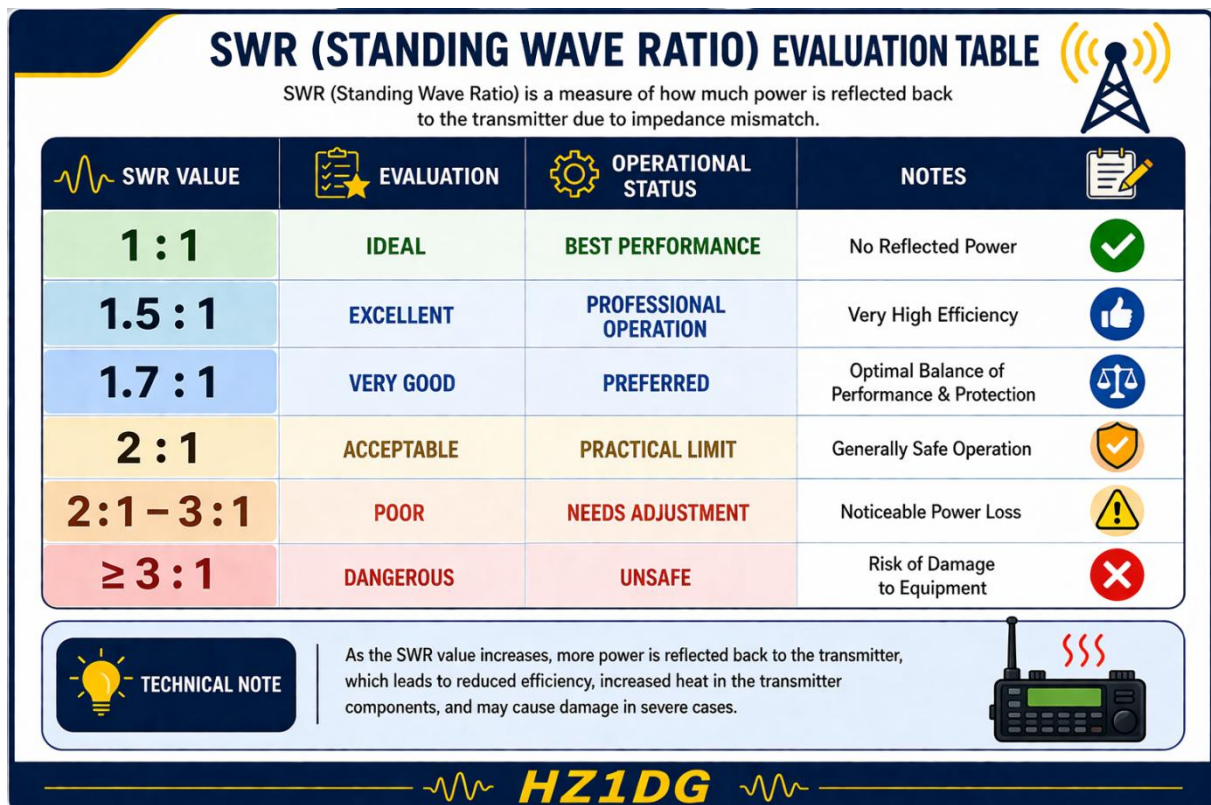 SWR (STANDING WAVE RATIO) EVALUATION TABLE
SWR (Standing Wave Ratio) is a measure of how much power is reflected back
to the transmitter due to impedance mismatch.
SWR VALUE
EVALUATION
OPERATIONAL
STATUS
NOTES
1 : 1
IDEAL
BEST PERFORMANCE
No Reflected Power
1.5 : 1
EXCELLENT
PROFESSIONAL
OPERATION
Very High Efficiency
1.7 : 1
VERY GOOD
PREFERRED
Optimal Balance of
Performance & Protection
2 : 1
ACCEPTABLE
PRACTICAL LIMIT
Generally Safe Operation
2:1 – 3:1
POOR
NEEDS ADJUSTMENT
Noticeable Power Loss
≥ 3 : 1
DANGEROUS
UNSAFE
Risk of Damage
to Equipment
TECHNICAL NOTE
As the SWR value increases, more power is reflected back to the transmitter,
which leads to reduced efficiency, increased heat in the transmitter
components, and may cause damage in severe cases.
HZ1DG